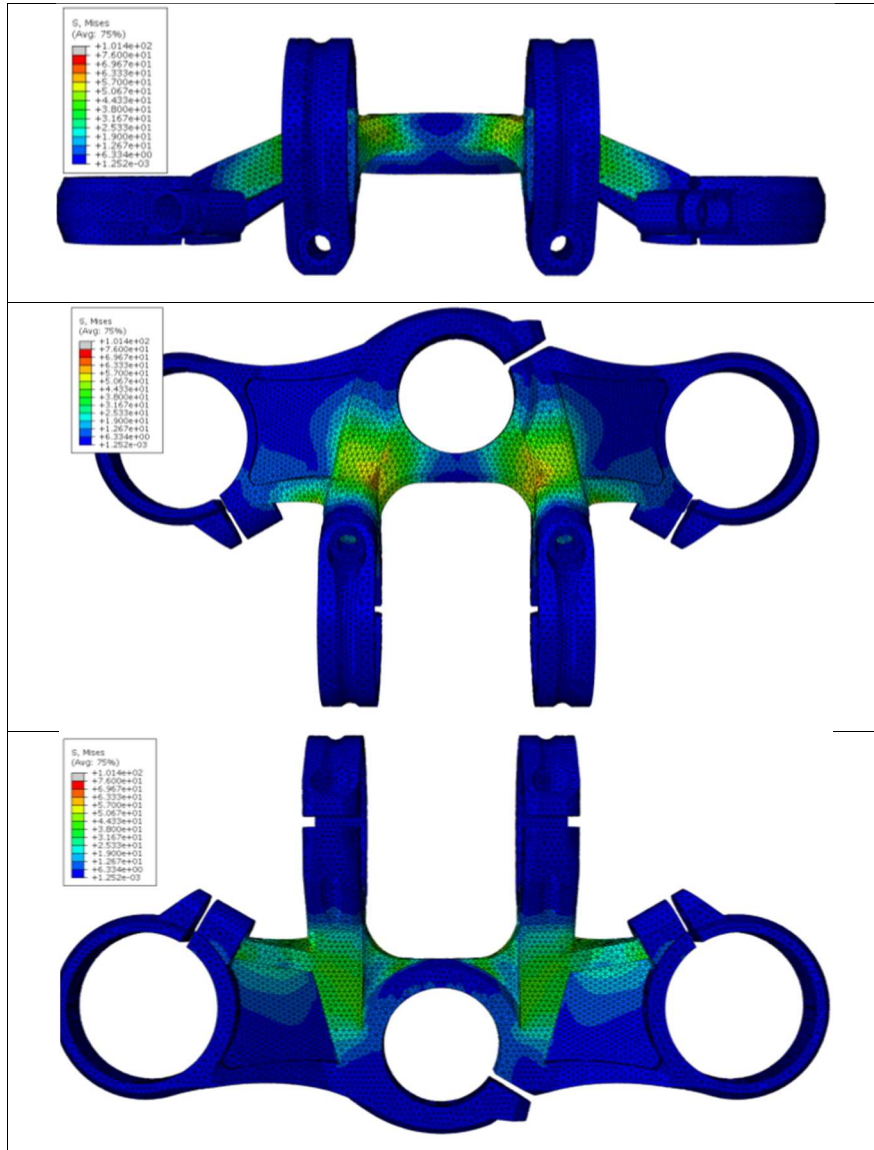 S, Mises
(Avg: 75%)
+1.014e+02
+7.600e+01
+6.967e+01
+6.333e+01
+5.700e+01
+5.067e+01
+4.433e+01
+3.800e+01
+3.167e+01
+2.533e+01
+1.900e+01
+1.267e+01
+6.334e+00
+1.252e-03
S, Mises
(Avg: 75%)
+1.014e+02
+7.600e+01
+6.967e+01
+6.333e+01
+5.700e+01
+5.067e+01
+4.433e+01
+3.800e+01
+3.167e+01
+2.533e+01
+1.900e+01
+1.267e+01
+6.334e+00
+1.252e-03
S, Mises
(Avg: 75%)
+1.014e+02
+7.600e+01
+6.967e+01
+6.333e+01
+5.700e+01
+5.067e+01
+4.433e+01
+3.800e+01
+3.167e+01
+2.533e+01
+1.900e+01
+1.267e+01
+6.334e+00
+1.252e-03